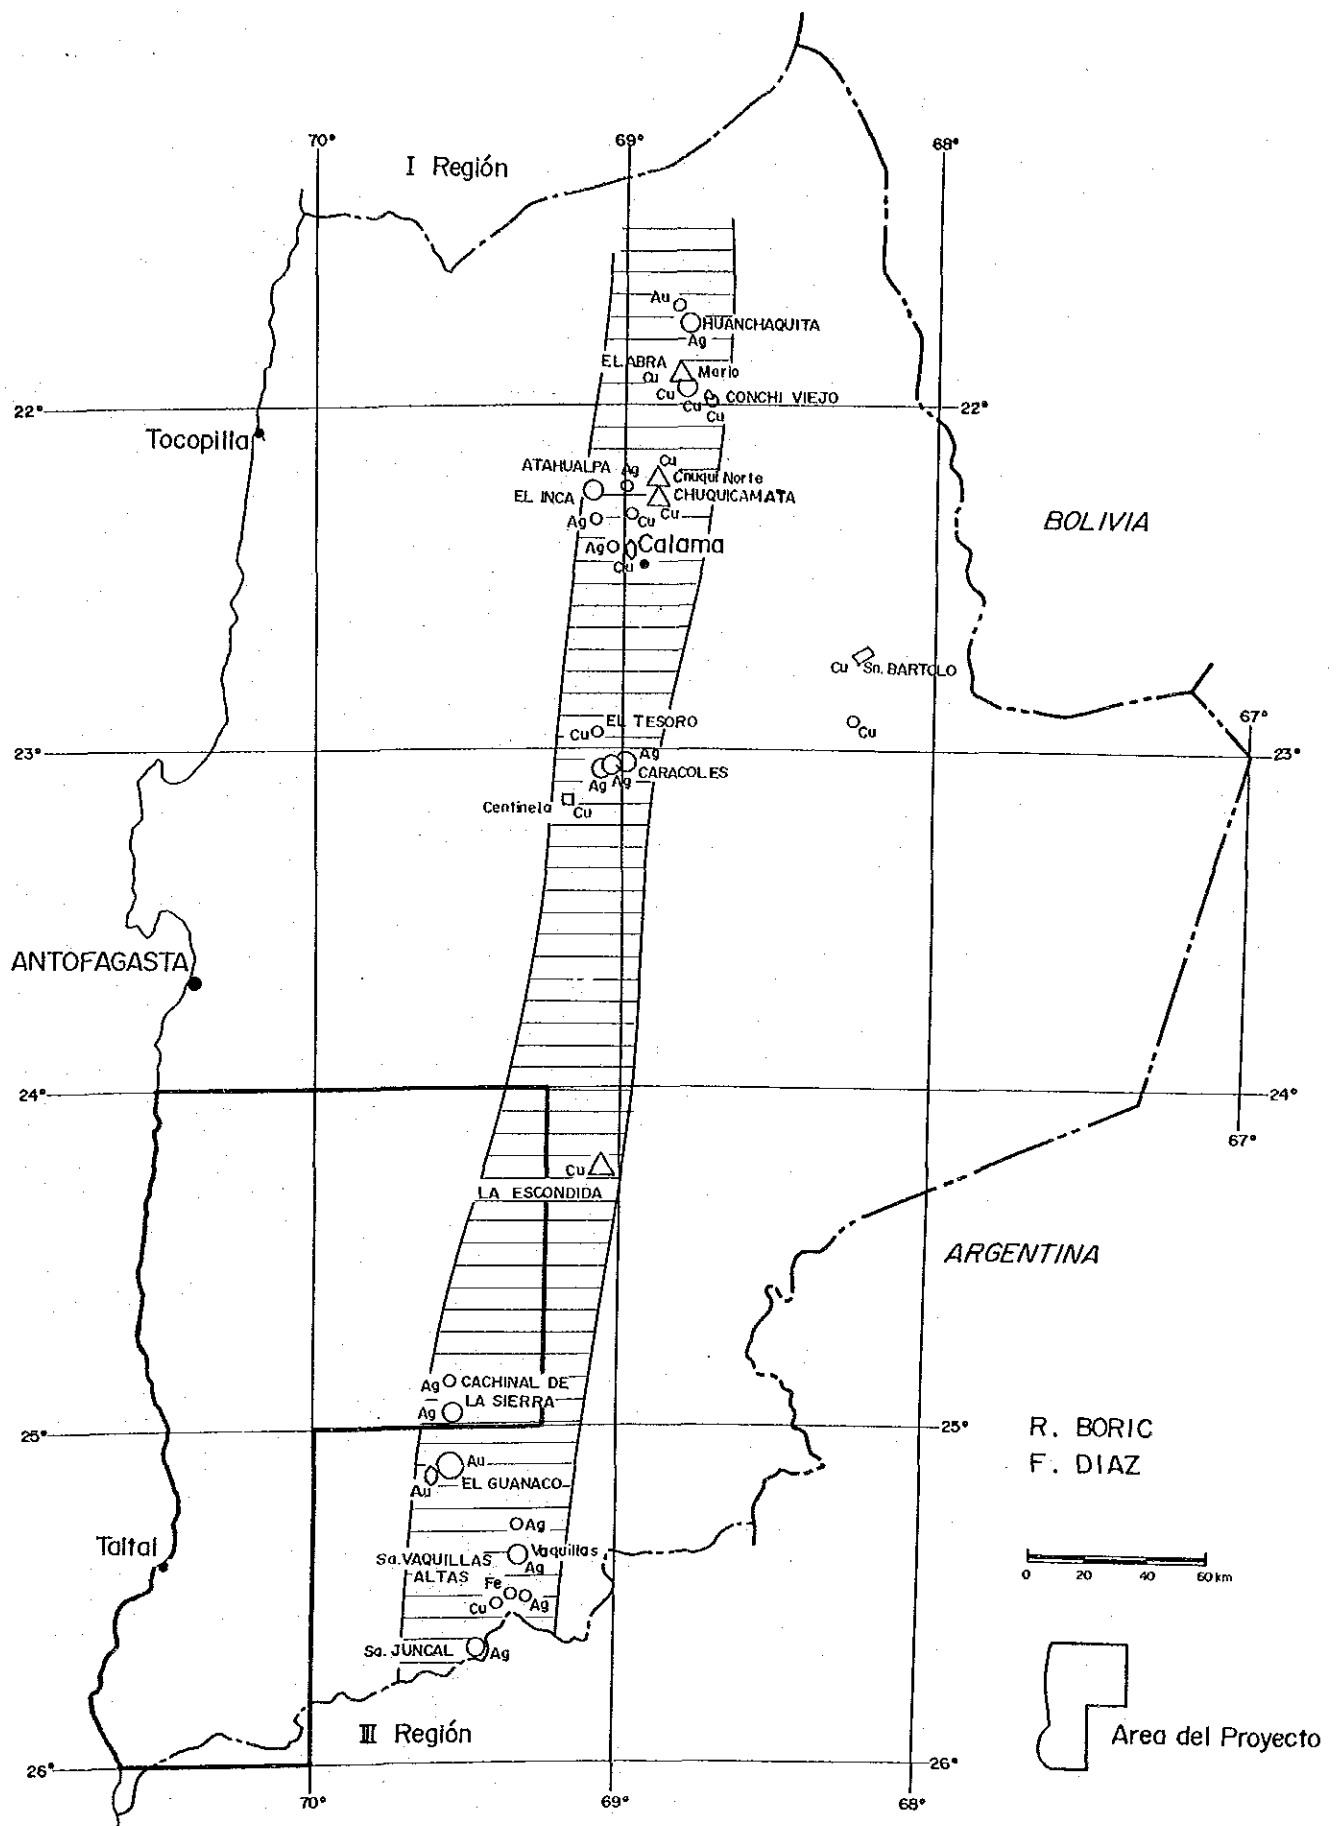 70°
69°
68°
I Región
Au
HUANCHAQUITA
Ag
EL ABRA
Cu
Merlo
Cu
Cu
CONCHI VIEJO
Cu
22°
22°
Tocopilla
ATAHUALPA
Ag
Cu
Chuqui Norte
EL INCA
CHUQUICAMATA
Ag
Cu
Cu
BOLIVIA
Ag
Calama
Cu
Cu
Sn. BARTOLO
EL TESORO
Cu
Cu
67°
23°
23°
Ag
CARACOLES
Ag
Ag
Centinela
Cu
ANTOFAGASTA
24°
24°
67°
Cu
LA ESCONDIDA
ARGENTINA
Ag
CACHINAL DE
LA SIERRA
Ag
25°
25°
R. BORIC
F. DIAZ
Au
Au
EL GUANACO
Ag
Taltal
Vaquillas
Sa. VAQUILLAS
ALTAS
Ag
Fe
Cu
Ag
0 20 40 60 km
Sa. JUNCAL
Ag
III Región
Area del Proyecto
26°
26°
70°
69°
68°